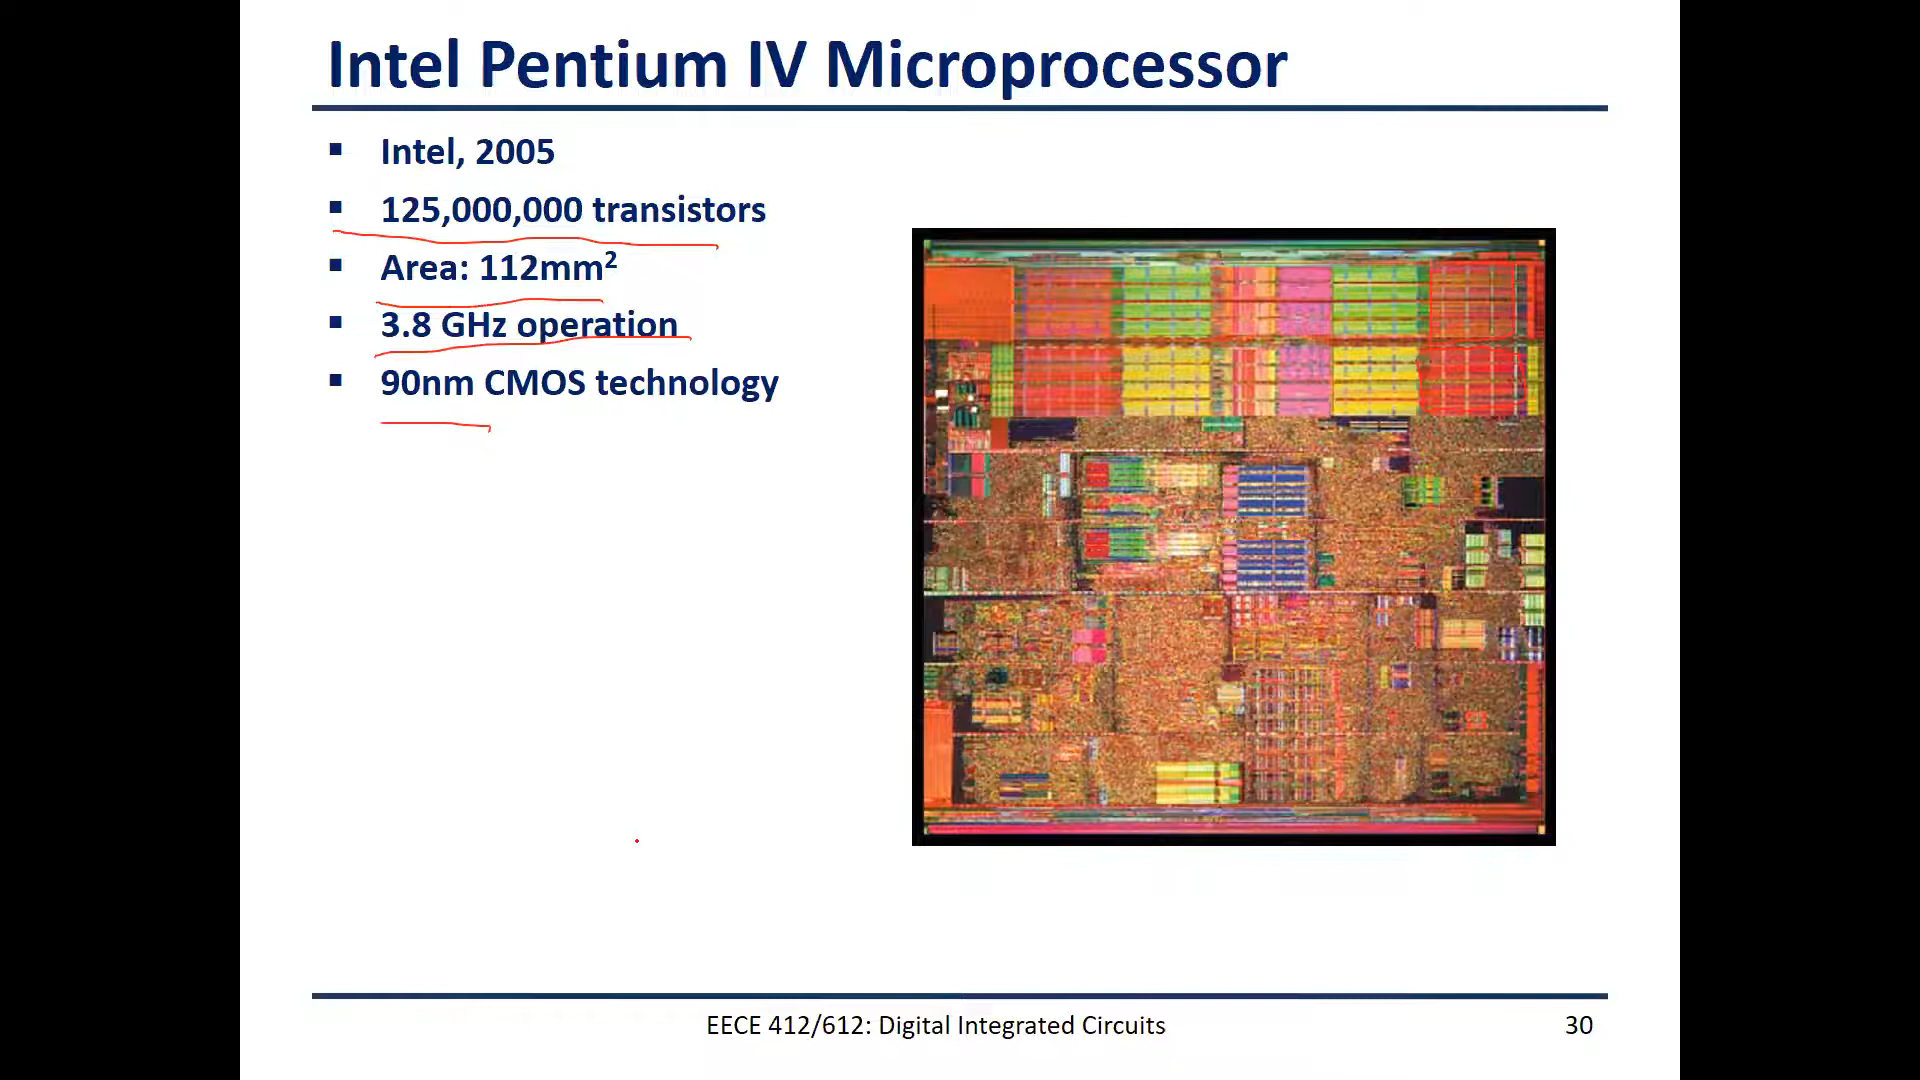 Intel Pentium IV Microprocessor
▪ Intel, 2005
▪ 125,000,000 transistors
▪ Area: 112mm²
▪ 3.8 GHz operation
▪ 90nm CMOS technology
EECE 412/612: Digital Integrated Circuits
30